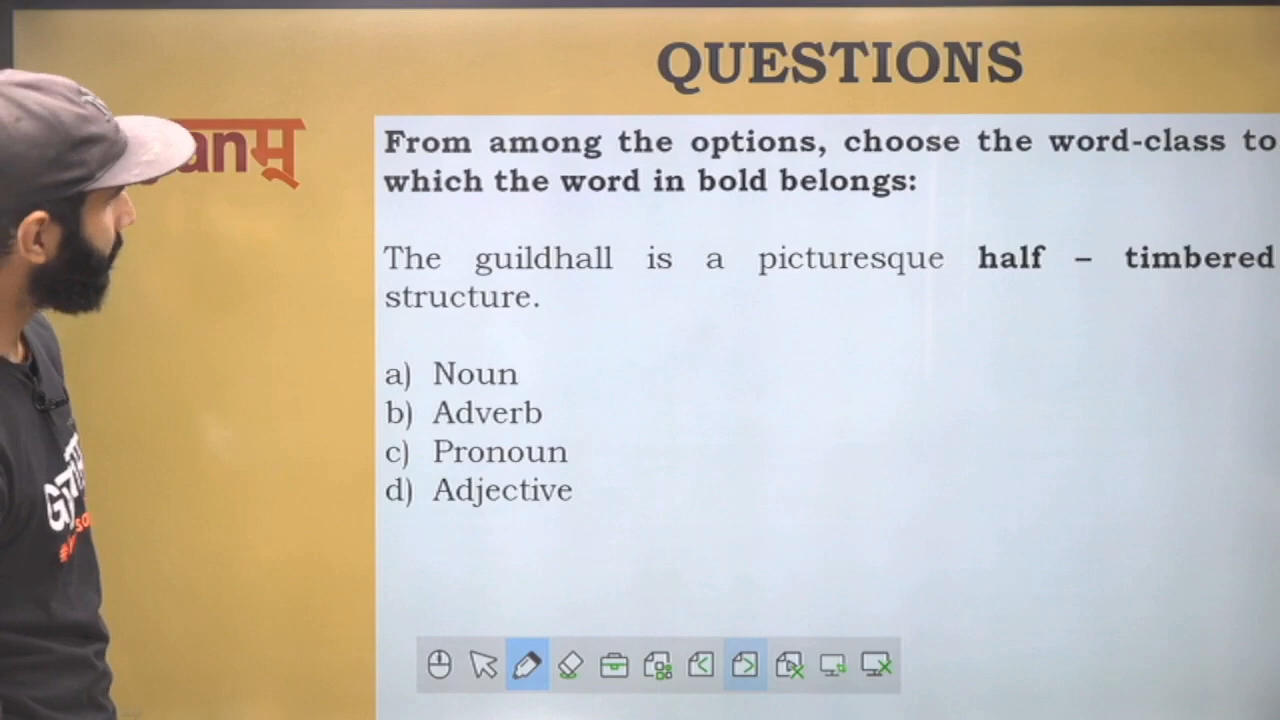 QUESTIONS
From among the options, choose the word-class to
which the word in bold belongs:
The guildhall is a picturesque half – timbered
structure.
a) Noun
b) Adverb
c) Pronoun
d) Adjective